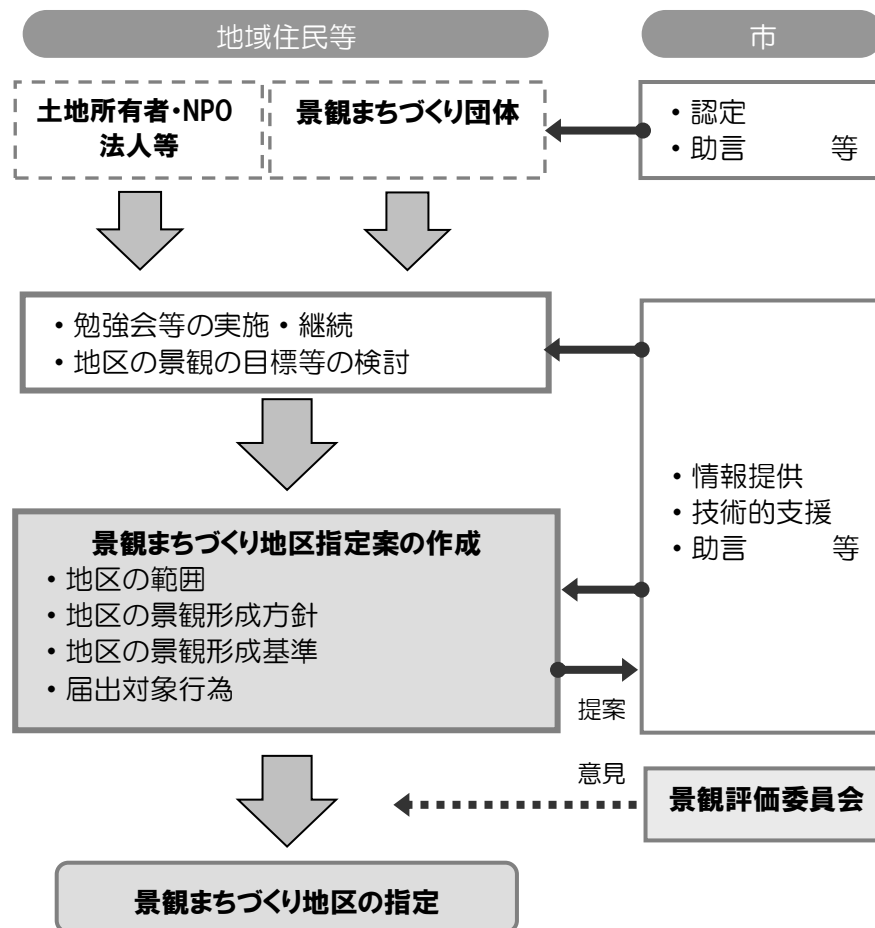 地域住民等
市
土地所有者・NPO
法人等
景観まちづくり団体
・認定
・助言　　等
・勉強会等の実施・継続
・地区の景観の目標等の検討
・情報提供
・技術的支援
・助言　　等
景観まちづくり地区指定案の作成
・地区の範囲
・地区の景観形成方針
・地区の景観形成基準
・届出対象行為
提案
意見
景観評価委員会
景観まちづくり地区の指定